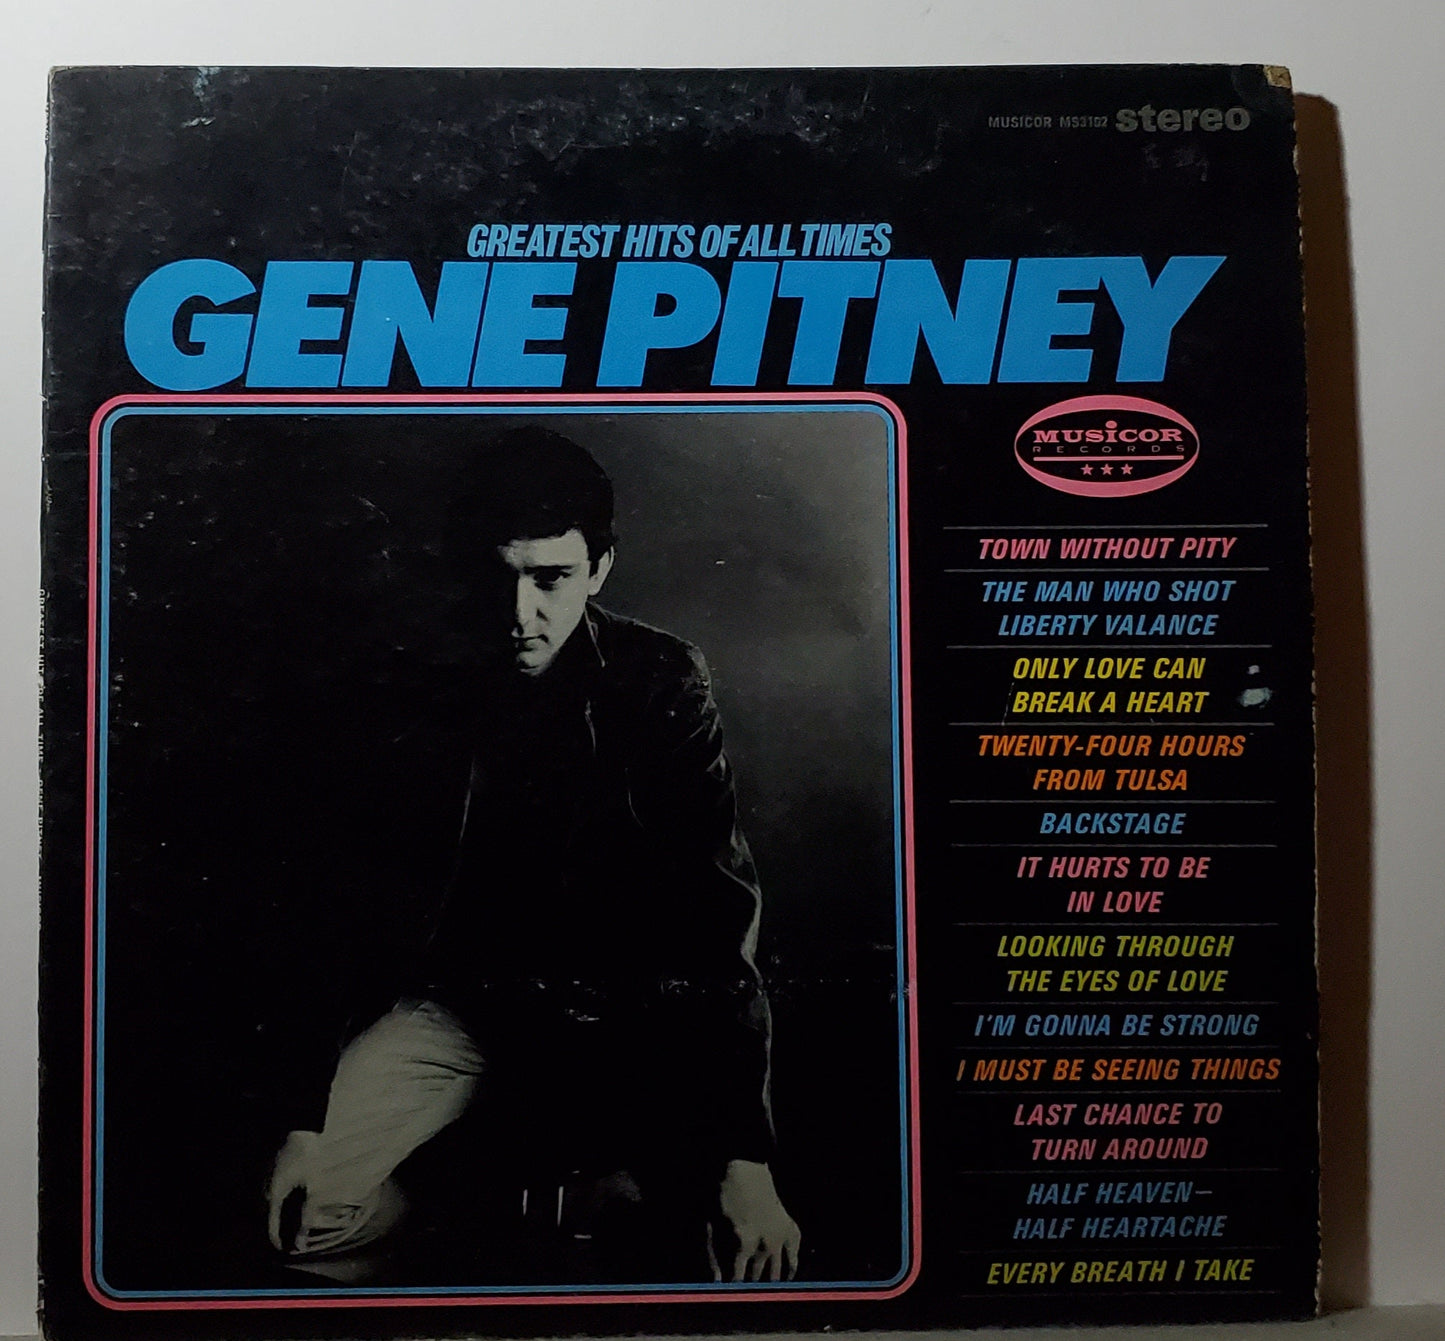 MUSICOR MS3102 stereo
GREATEST HITS OF ALL TIMES
GENE PITNEY
MUSICOR
RECORDS
TOWN WITHOUT PITY
THE MAN WHO SHOT
LIBERTY VALANCE
ONLY LOVE CAN
BREAK A HEART
TWENTY-FOUR HOURS
FROM TULSA
BACKSTAGE
IT HURTS TO BE
IN LOVE
LOOKING THROUGH
THE EYES OF LOVE
I'M GONNA BE STRONG
I MUST BE SEEING THINGS
LAST CHANCE TO
TURN AROUND
HALF HEAVEN—
HALF HEARTACHE
EVERY BREATH I TAKE